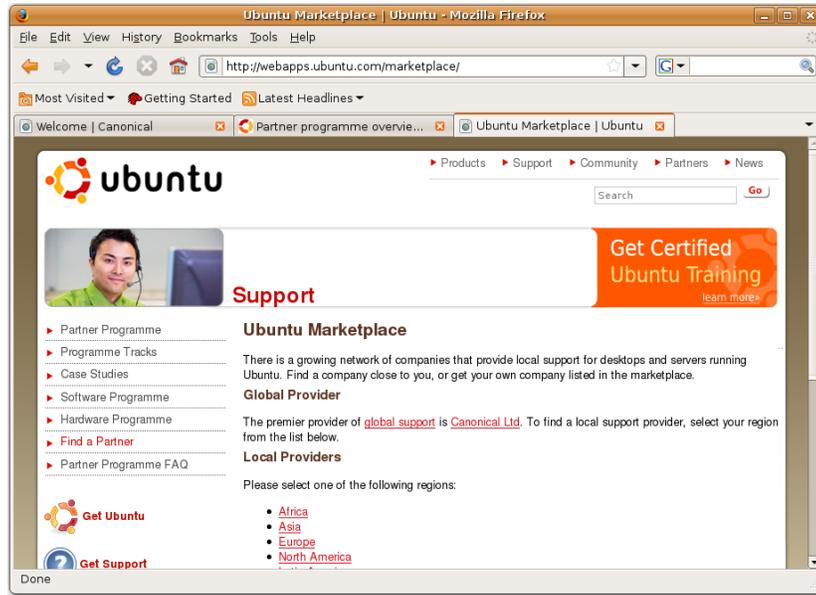 Ubuntu Marketplace | Ubuntu - Mozilla Firefox
File Edit View History Bookmarks Tools Help
http://webapps.ubuntu.com/marketplace/
G
Most Visited Getting Started Latest Headlines
Welcome | Canonical
Partner programme overvie...
Ubuntu Marketplace | Ubuntu
ubuntu
Products Support Community Partners News
Search
Go
Support
Get Certified
Ubuntu Training
learn more»
Partner Programme
Programme Tracks
Case Studies
Software Programme
Hardware Programme
Find a Partner
Partner Programme FAQ
Get Ubuntu
Get Support
Ubuntu Marketplace
There is a growing network of companies that provide local support for desktops and servers running
Ubuntu. Find a company close to you, or get your own company listed in the marketplace.
Global Provider
The premier provider of global support is Canonical Ltd. To find a local support provider, select your region
from the list below.
Local Providers
Please select one of the following regions:
Africa
Asia
Europe
North America
Done